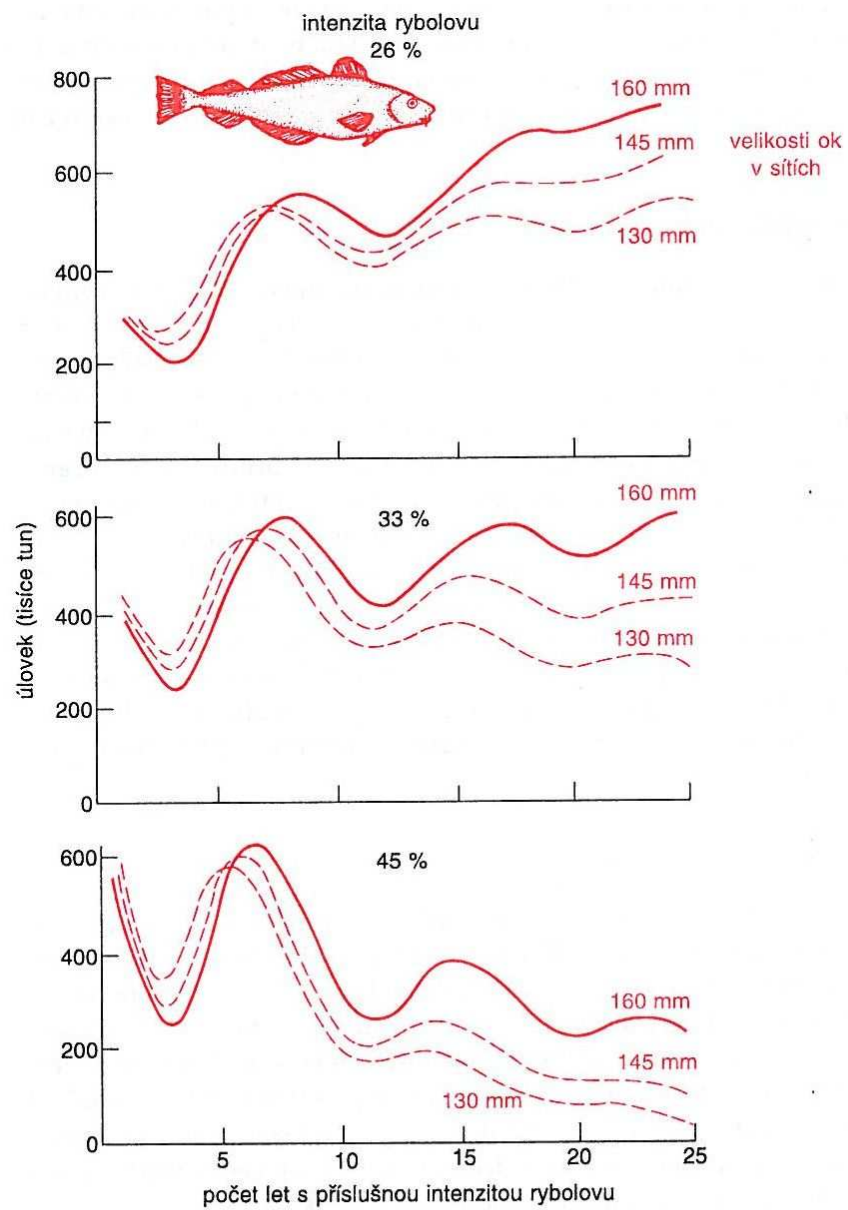 intenzita rybolovu
26 %
800
160 mm
145 mm
velikosti ok
v sítích
600
130 mm
400
200
0
úlovek (tisíce tun)
160 mm
600
33 %
145 mm
400
130 mm
200
0
600
45 %
400
160 mm
200
145 mm
130 mm
0
5
10
15
20
25
počet let s příslušnou intenzitou rybolovu